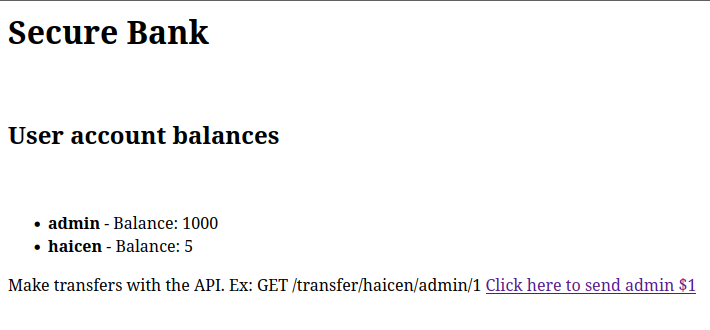 Secure Bank
User account balances
admin - Balance: 1000
haicen - Balance: 5
Make transfers with the API. Ex: GET /transfer/haicen/admin/1 Click here to send admin $1